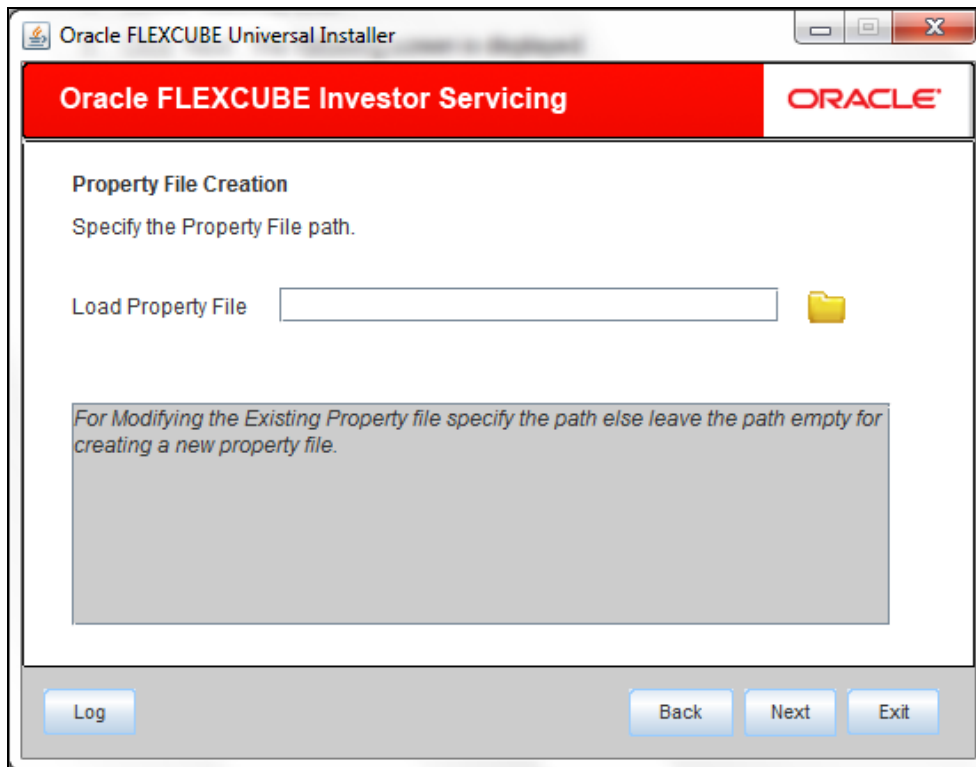 Oracle FLEXCUBE Universal Installer
Oracle FLEXCUBE Investor Servicing
ORACLE
Property File Creation
Specify the Property File path.
Load Property File
For Modifying the Existing Property file specify the path else leave the path empty for
creating a new property file.
Log
Back
Next
Exit